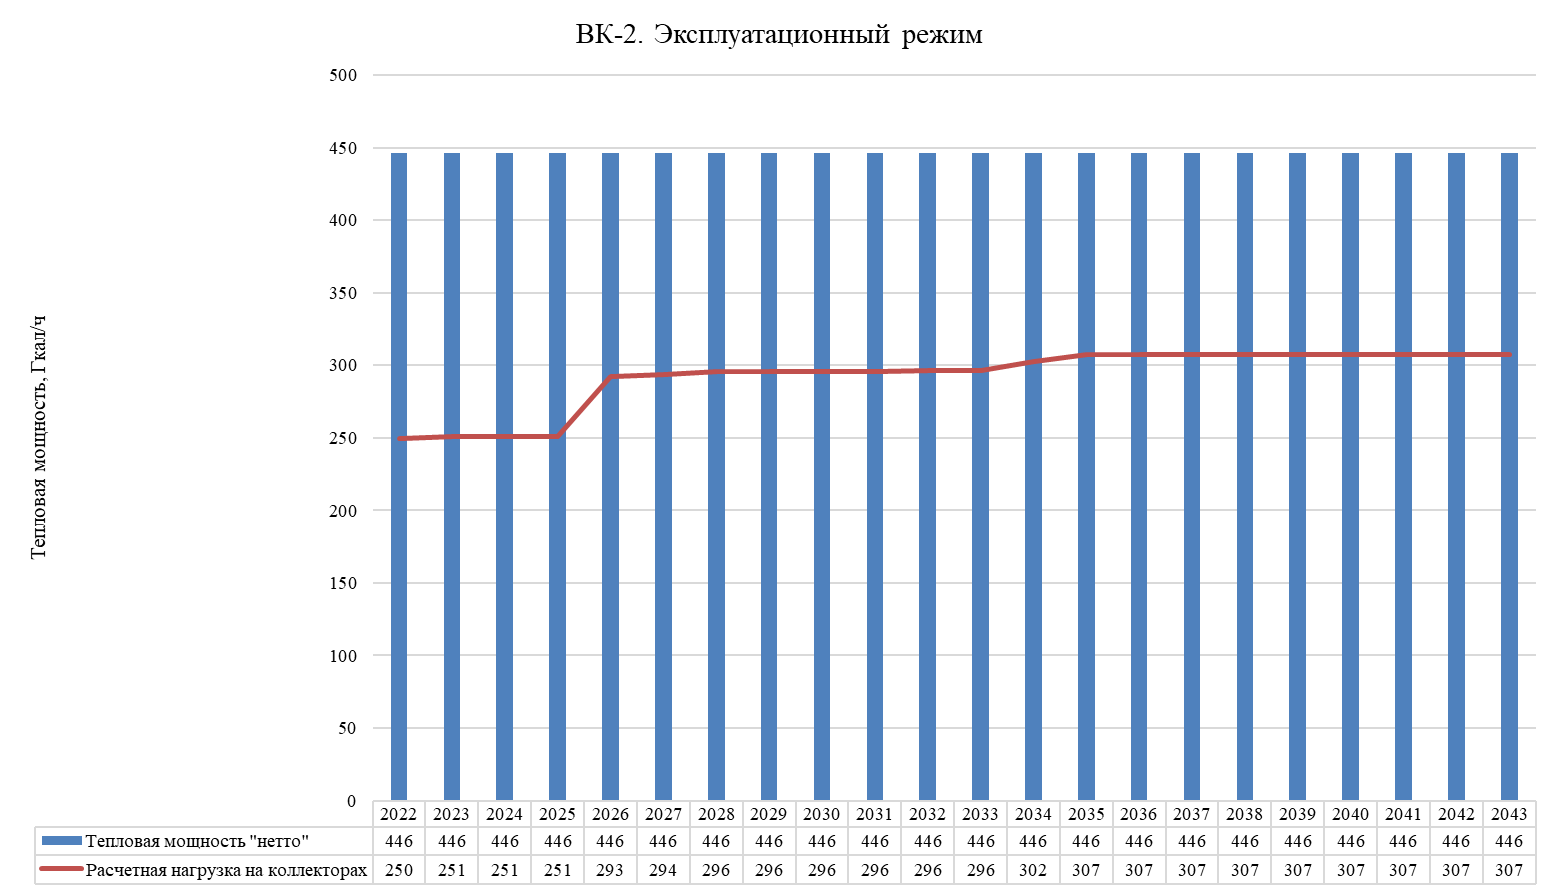 ВК-2. Эксплуатационный режим
Тепловая мощность, Гкал/ч
500
450
400
350
300
250
200
150
100
50
0
2022 2023 2024 2025 2026 2027 2028 2029 2030 2031 2032 2033 2034 2035 2036 2037 2038 2039 2040 2041 2042 2043
Тепловая мощность "нетто" 446 446 446 446 446 446 446 446 446 446 446 446 446 446 446 446 446 446 446 446 446 446
Расчетная нагрузка на коллекторах 250 251 251 251 293 294 296 296 296 296 296 296 302 307 307 307 307 307 307 307 307 307